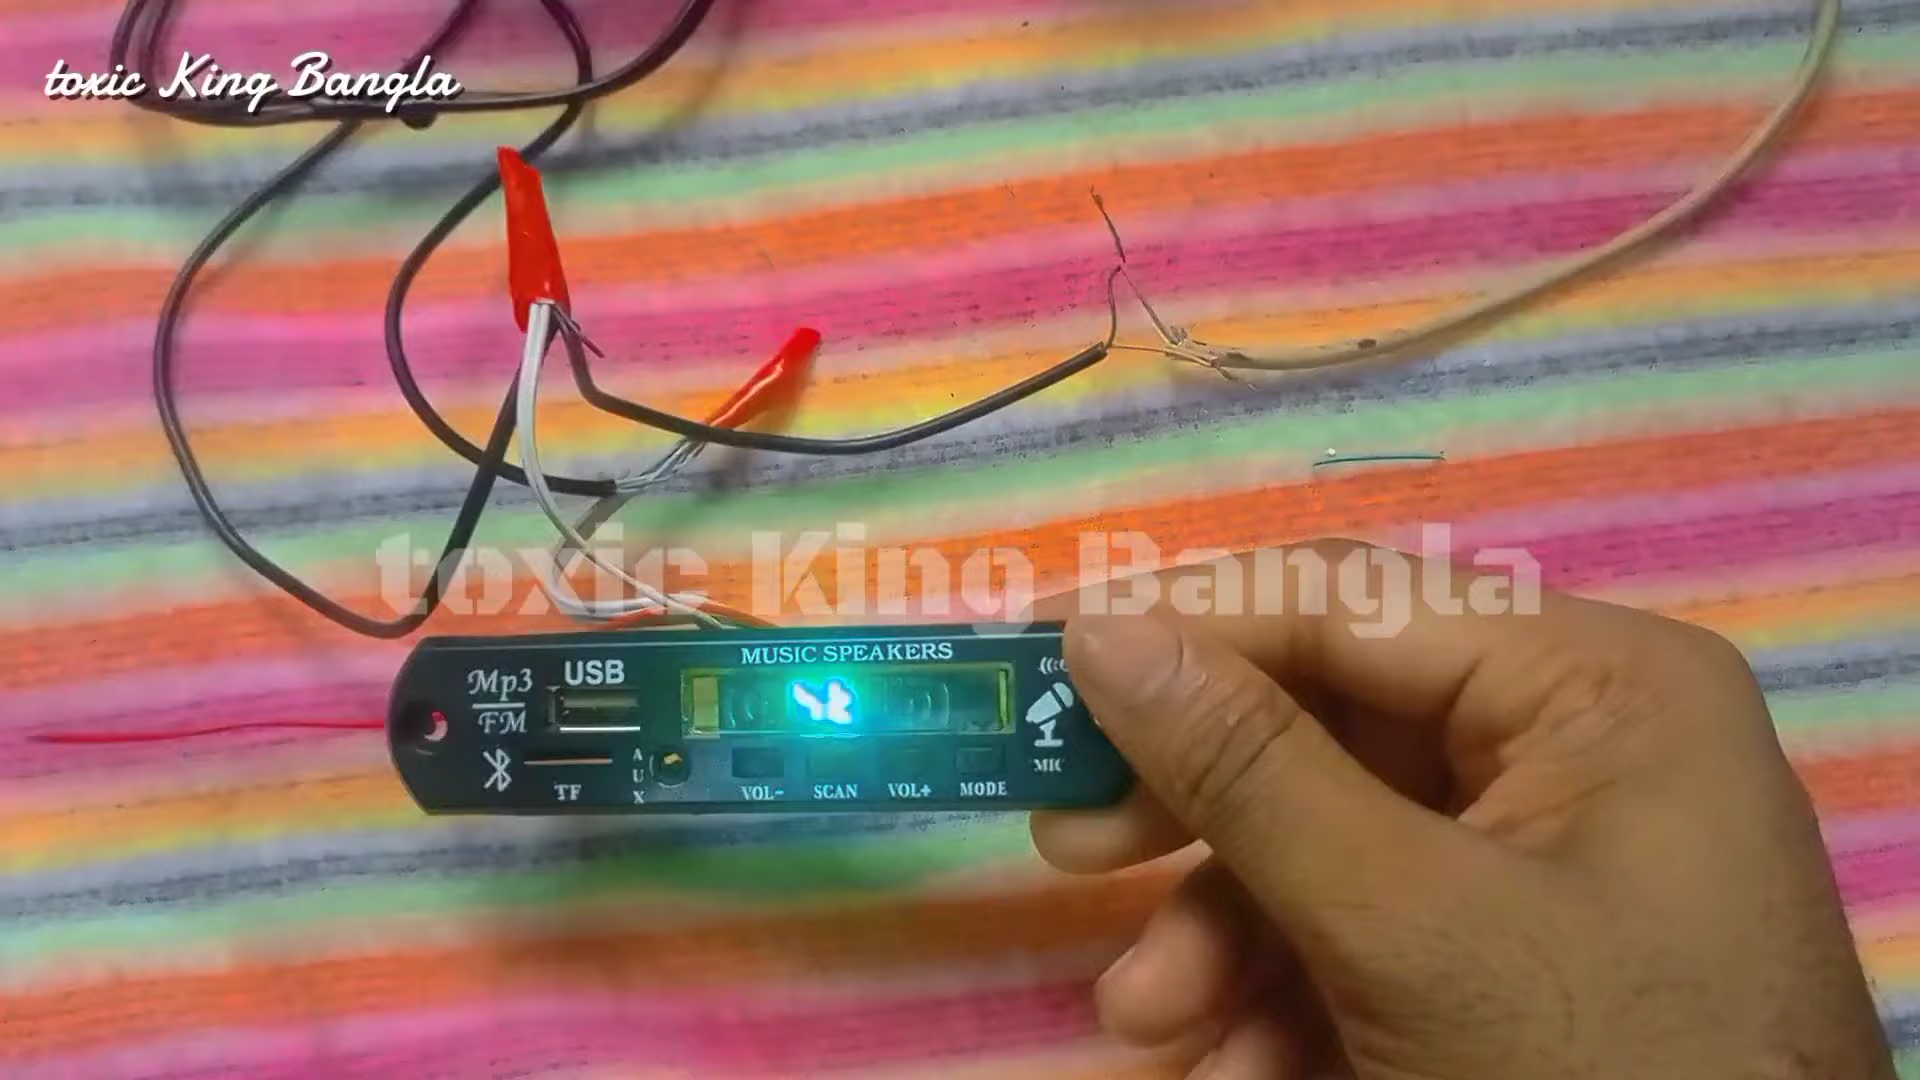 toxic King Bangla
toxic King Bangla
MUSIC SPEAKERS
Mp3
FM
USB
TF
AUX
VOL-
SCAN
VOL+
MODE
MIC